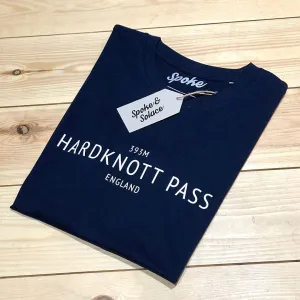 Spoke
Spoke &
Solace
393M
HARDKNOTT PASS
ENGLAND